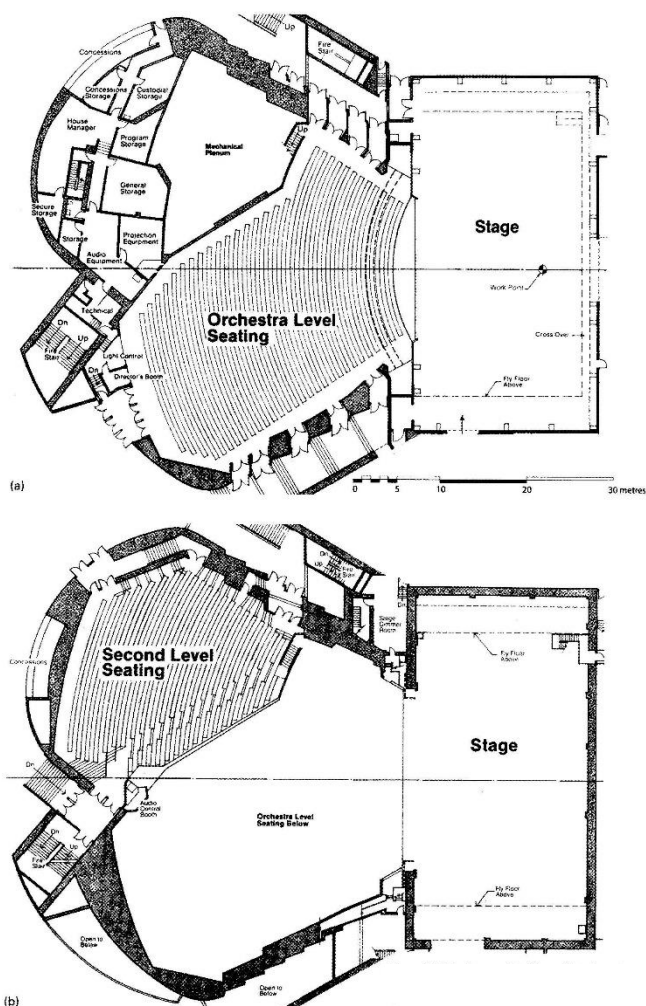 Up
Fire
Stair
Concessions
Concessions
Storage
Custodial
Storage
House
Manager
Program
Storage
Mechanical
Plenum
Up
General
Storage
Secure
Storage
Storage
Projection
Equipment
Audio
Equipment
Stage
Work Point
Technical
Dn
Up
Fire
Stair
Orchestra Level
Seating
Cross Over
Light Control
Dn
Director's Booth
Fly Floor
Above
(a)
0 5 10 20 30 metres
Dn
Up
Fire
Stair
Dn
Stage
Dimmer
Room
Second Level
Seating
Fly Floor
Above
Concessions
Stage
Dn
Audio
Control
Booth
Orchestra Level
Seating Below
Dn
Up
Fire
Stair
Fly Floor
Above
Open to
Below
Open to
Below
(b)